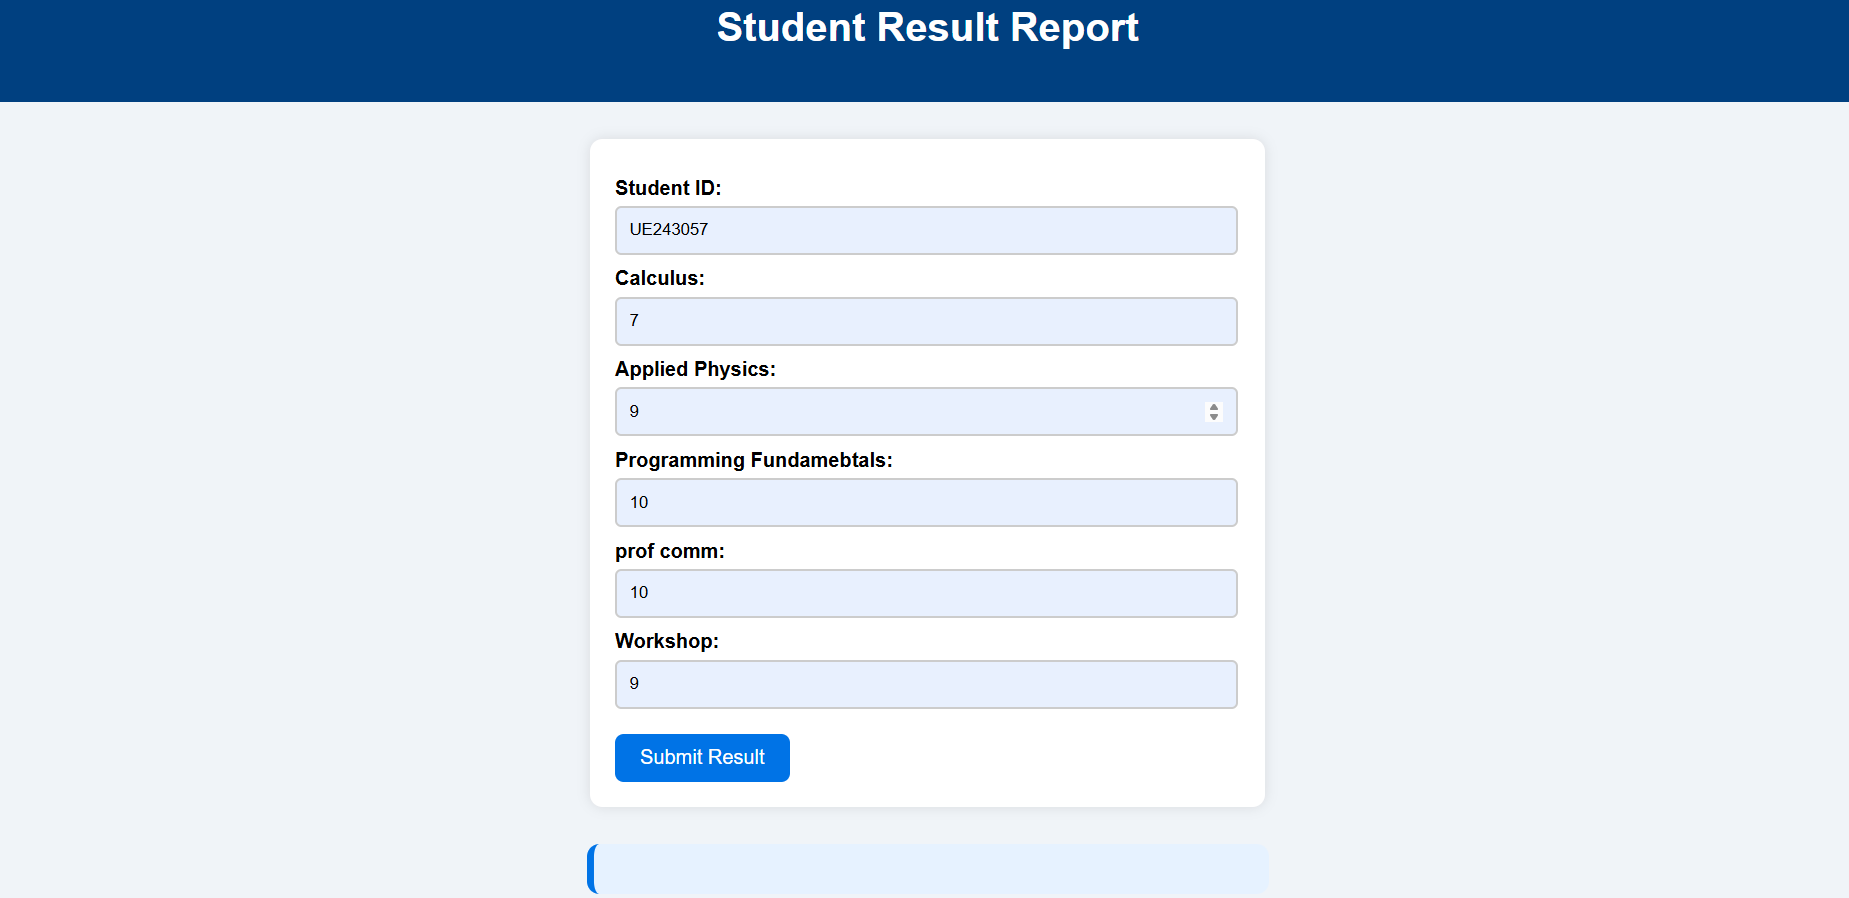 Student Result Report
Student ID:
UE243057
Calculus:
7
Applied Physics:
9
Programming Fundamebtals:
10
prof comm:
10
Workshop:
9
Submit Result